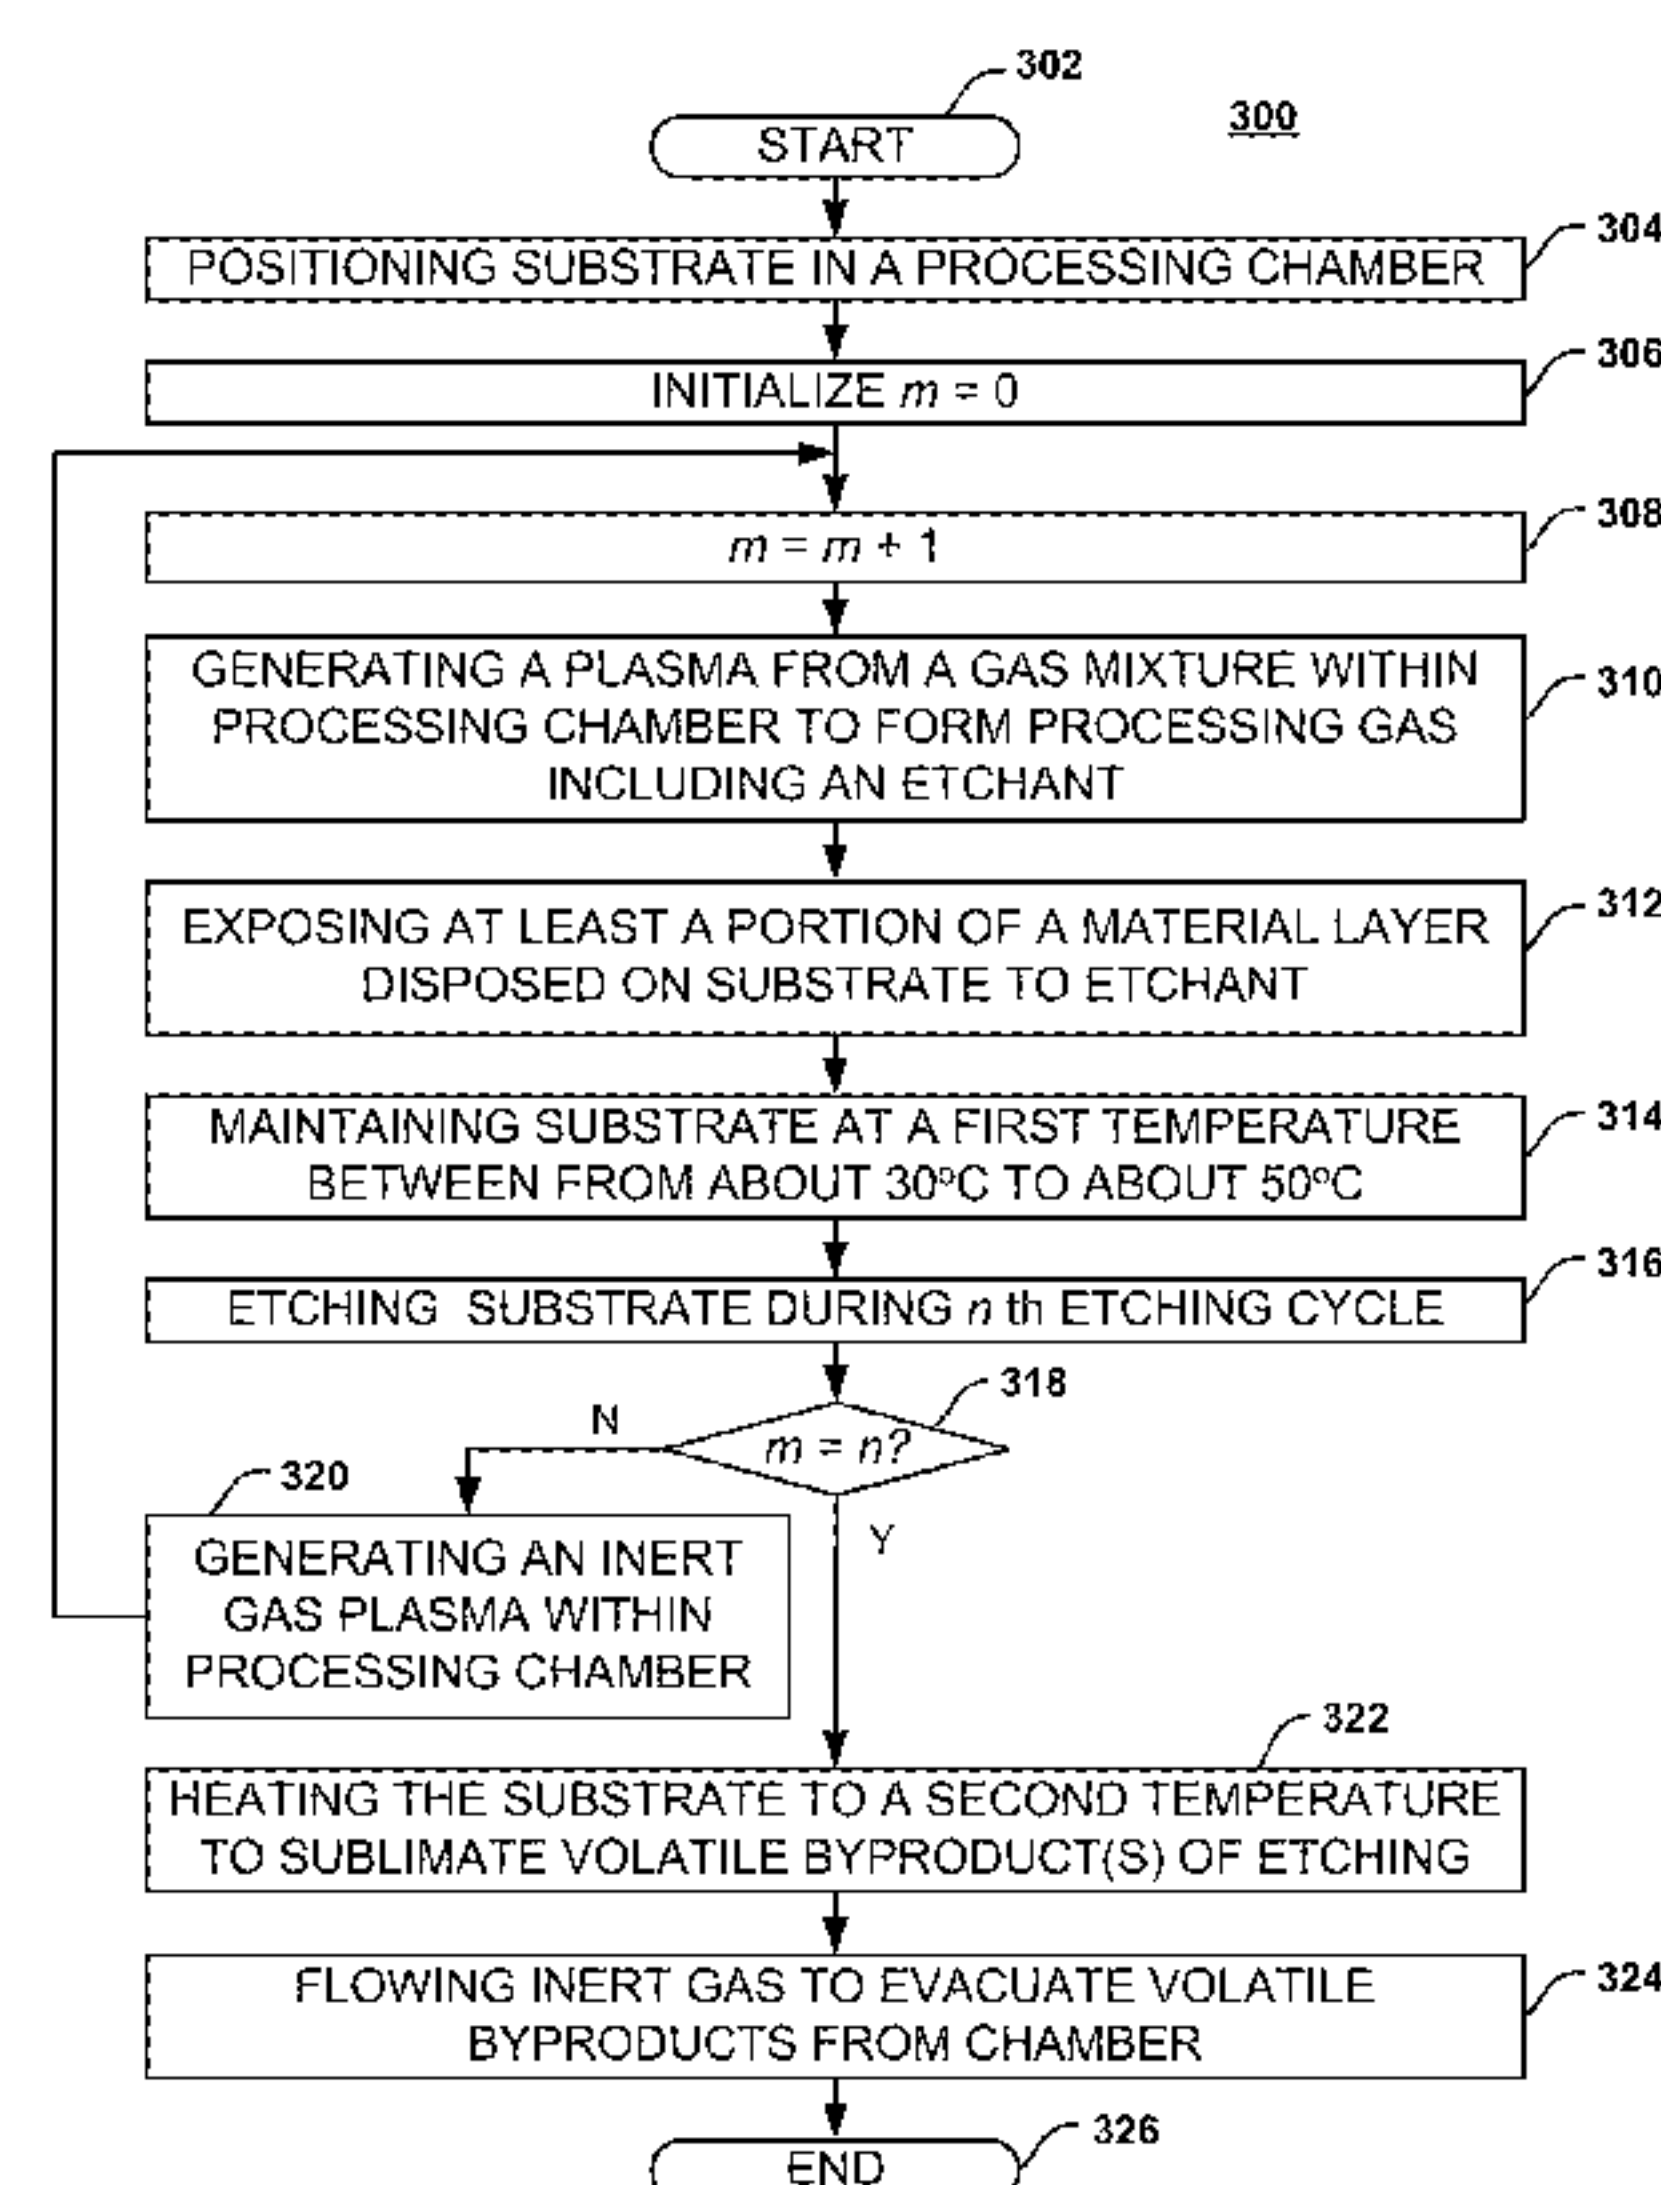 302
300
START
304
POSITIONING SUBSTRATE IN A PROCESSING CHAMBER
306
INITIALIZE m = 0
308
m = m + 1
GENERATING A PLASMA FROM A GAS MIXTURE WITHIN
310
PROCESSING CHAMBER TO FORM PROCESSING GAS
INCLUDING AN ETCHANT
312
EXPOSING AT LEAST A PORTION OF A MATERIAL LAYER
DISPOSED ON SUBSTRATE TO ETCHANT
314
MAINTAINING SUBSTRATE AT A FIRST TEMPERATURE
BETWEEN FROM ABOUT 30ºC TO ABOUT 50ºC
316
ETCHING SUBSTRATE DURING n th ETCHING CYCLE
318
N
m = n?
320
Y
GENERATING AN INERT
GAS PLASMA WITHIN
PROCESSING CHAMBER
322
HEATING THE SUBSTRATE TO A SECOND TEMPERATURE
TO SUBLIMATE VOLATILE BYPRODUCT(S) OF ETCHING
324
FLOWING INERT GAS TO EVACUATE VOLATILE
BYPRODUCTS FROM CHAMBER
326
END